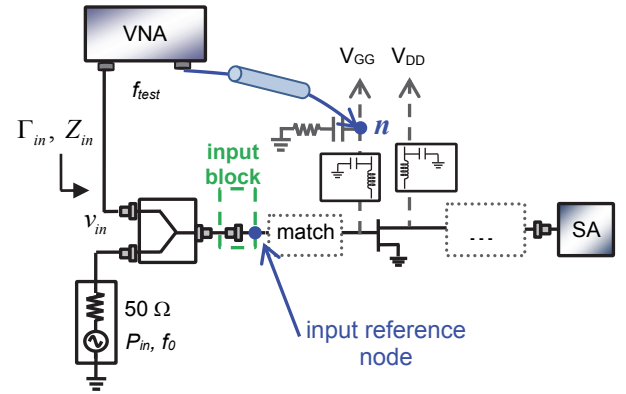 VNA
f_test
V_GG
V_DD
n
Γ_in, Z_in
input
block
v_in
match
...
SA
50 Ω
P_in, f_0
input reference
node